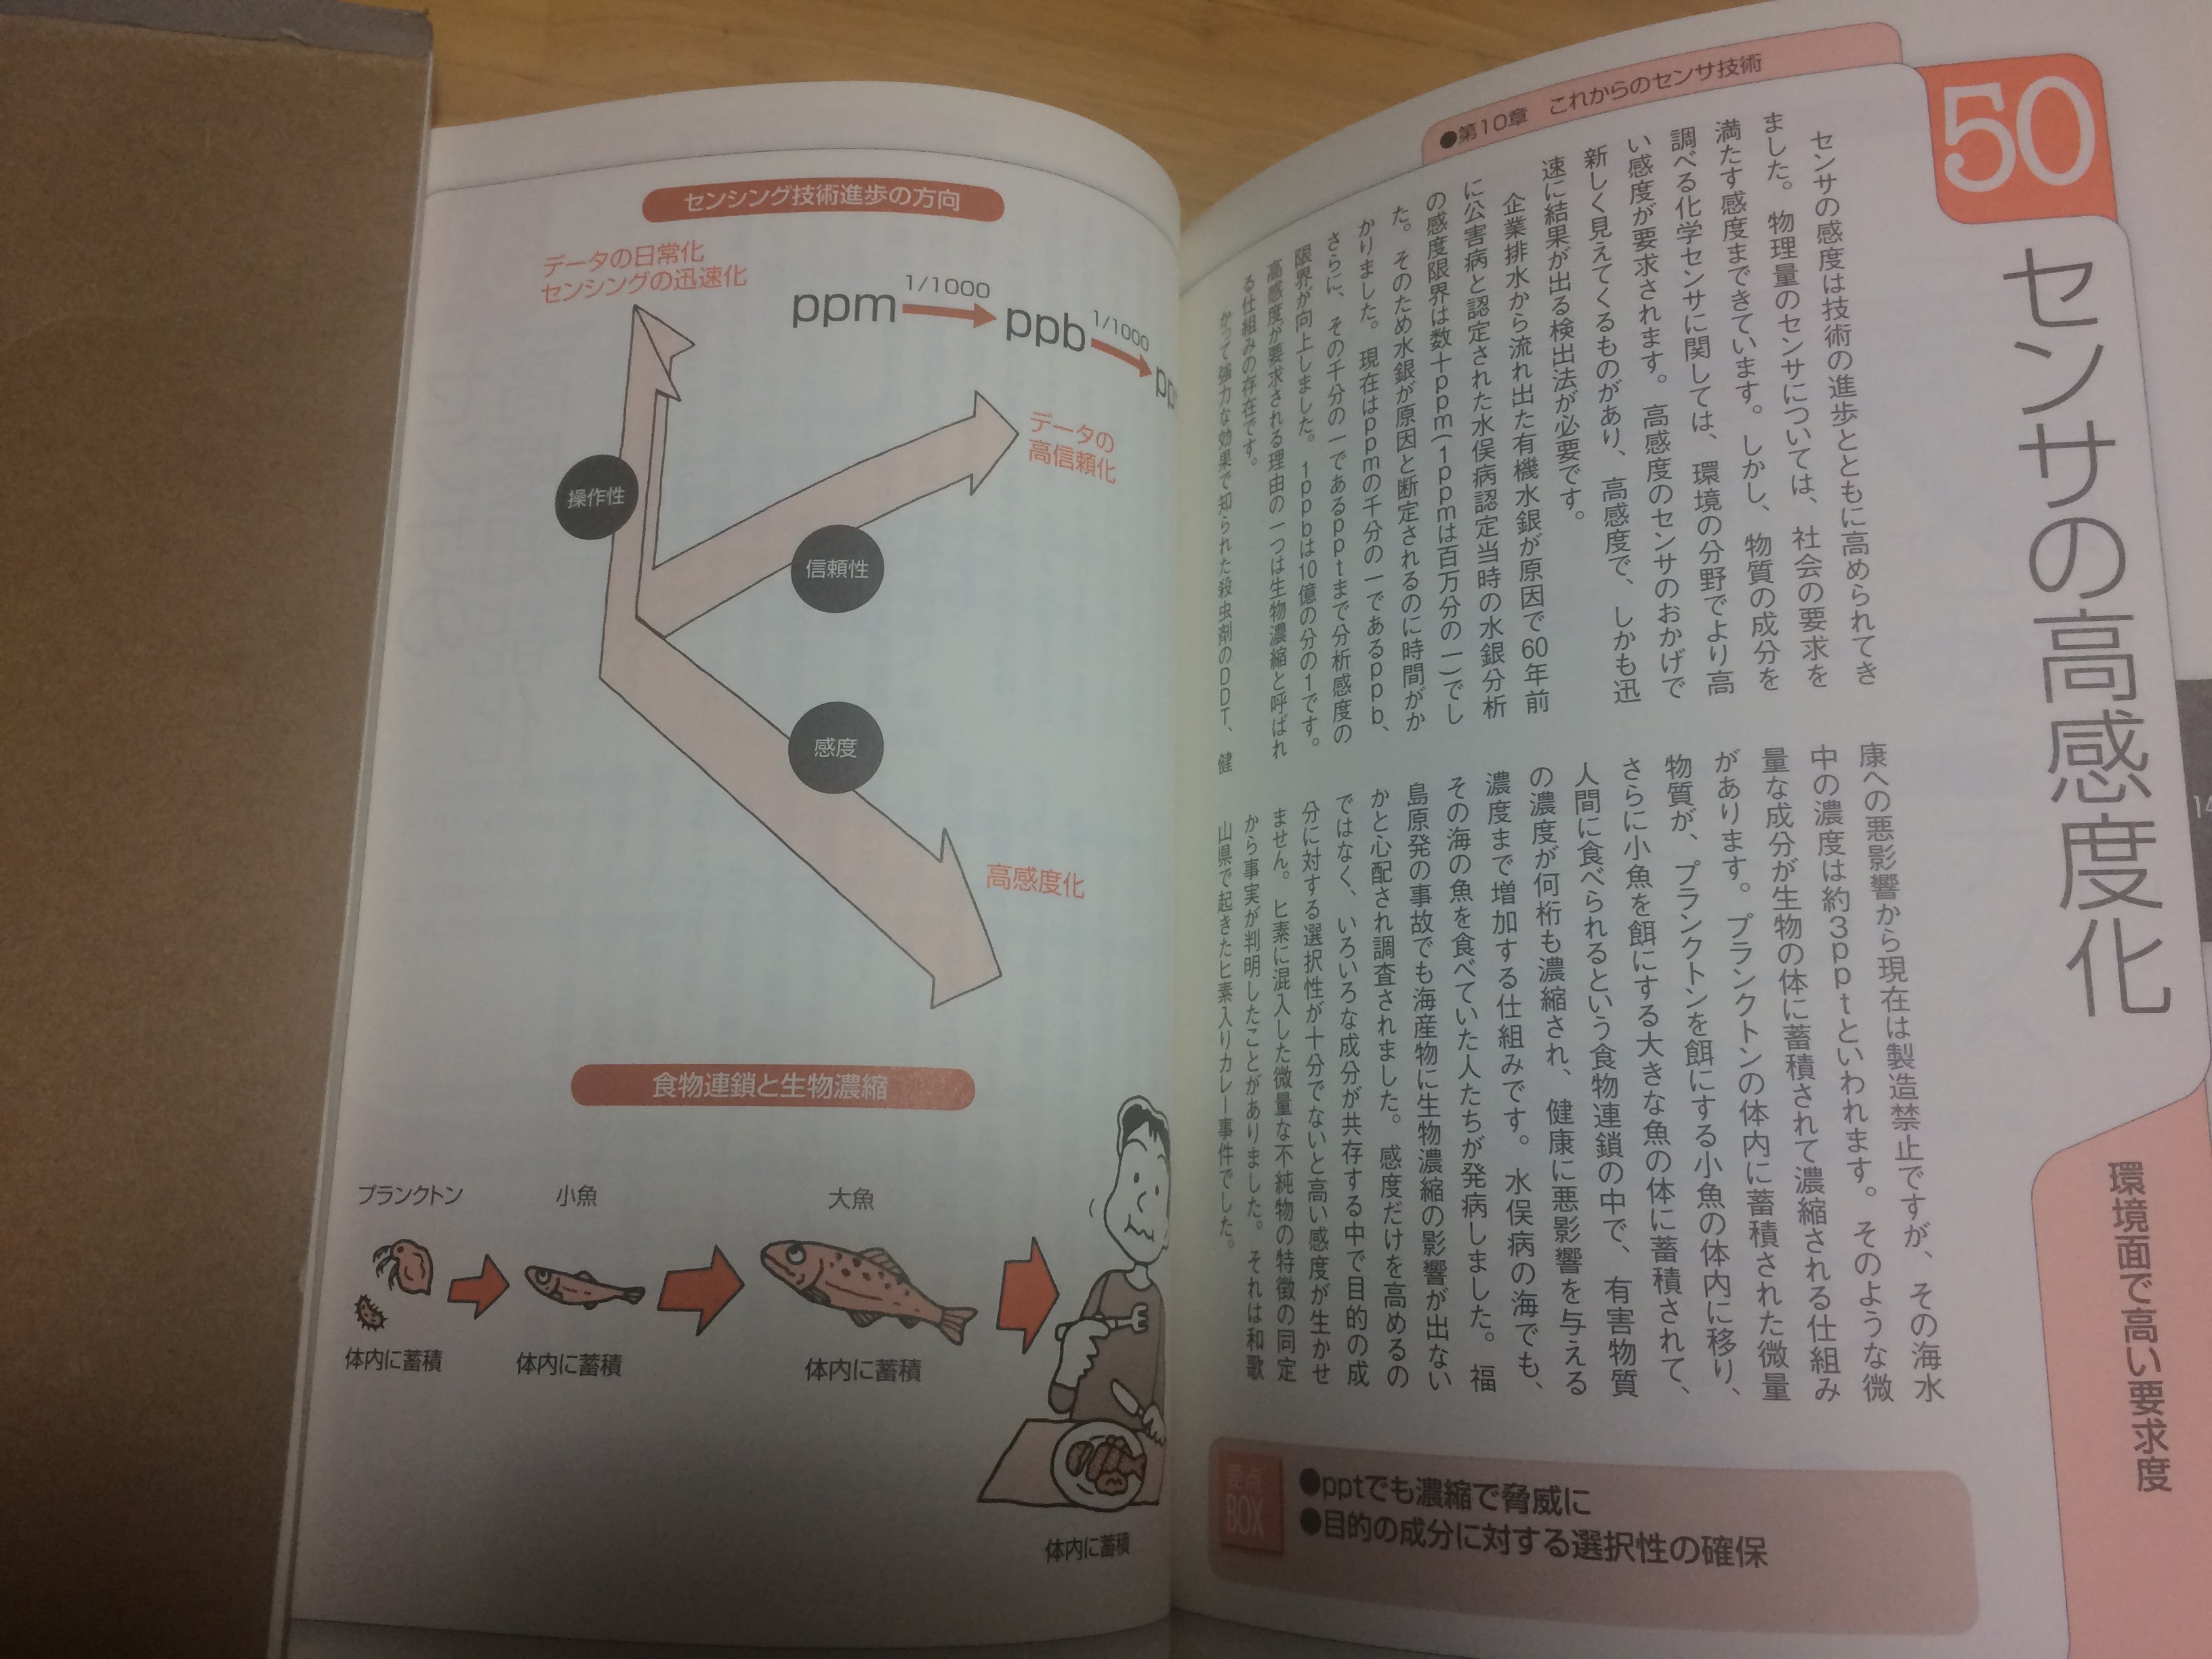 ●第10章 これからのセンサ技術
50
センサの高感度化
環境面で高い要求度
センサの感度は技術の進歩とともに高められてき
ました。物理量のセンサについては、社会の要求を
満たす感度まできています。しかし、物質の成分を
調べる化学センサに関しては、環境の分野でより高
い感度が要求されます。高感度のセンサのおかげで
新しく見えてくるものがあり、高感度で、しかも迅
速に結果が出る検出法が必要です。
企業排水から流れ出た有機水銀が原因で60年前
に公害病と認定された水俣病認定当時の水銀分析
の感度限界は数十ppm(1ppmは百万分の一)でし
た。そのため水銀が原因と断定されるのに時間がか
かりました。現在はppmの千分の一であるppb、
さらに、その千分の一であるpptまで分析感度の
限界が向上しました。1ppbは10億の分の1です。
高感度が要求される理由の一つは生物濃縮と呼ばれ
る仕組みの存在です。
かつて強力な効果で知られた殺虫剤のDDT、健
康への悪影響から現在は製造禁止ですが、その海水
中の濃度は約3pptといわれます。そのような微
量な成分が生物の体に蓄積されて濃縮される仕組み
があります。プランクトンの体内に蓄積された微量
物質が、プランクトンを餌にする小魚の体内に移り、
さらに小魚を餌にする大きな魚の体に蓄積されて、
人間に食べられるという食物連鎖の中で、有害物質
の濃度が何桁も濃縮され、健康に悪影響を与える
濃度まで増加する仕組みです。水俣病の海でも、
その海の魚を食べていた人たちが発病しました。福
島原発の事故でも海産物に生物濃縮の影響が出ない
かと心配され調査されました。感度だけを高めるの
ではなく、いろいろな成分が共存する中で目的の成
分に対する選択性が十分でないと高い感度が生かせ
ません。ヒ素に混入した微量な不純物の特徴の同定
から事実が判明したことがありました。それは和歌
山県で起きたヒ素入りカレー事件でした。
要点
BOX
●pptでも濃縮で脅威に
●目的の成分に対する選択性の確保
センシング技術進歩の方向
データの日常化
センシングの迅速化
ppm 1/1000 ppb 1/1000
データの
高信頼化
操作性
信頼性
感度
高感度化
食物連鎖と生物濃縮
プランクトン 小魚 大魚
体内に蓄積 体内に蓄積 体内に蓄積
体内に蓄積